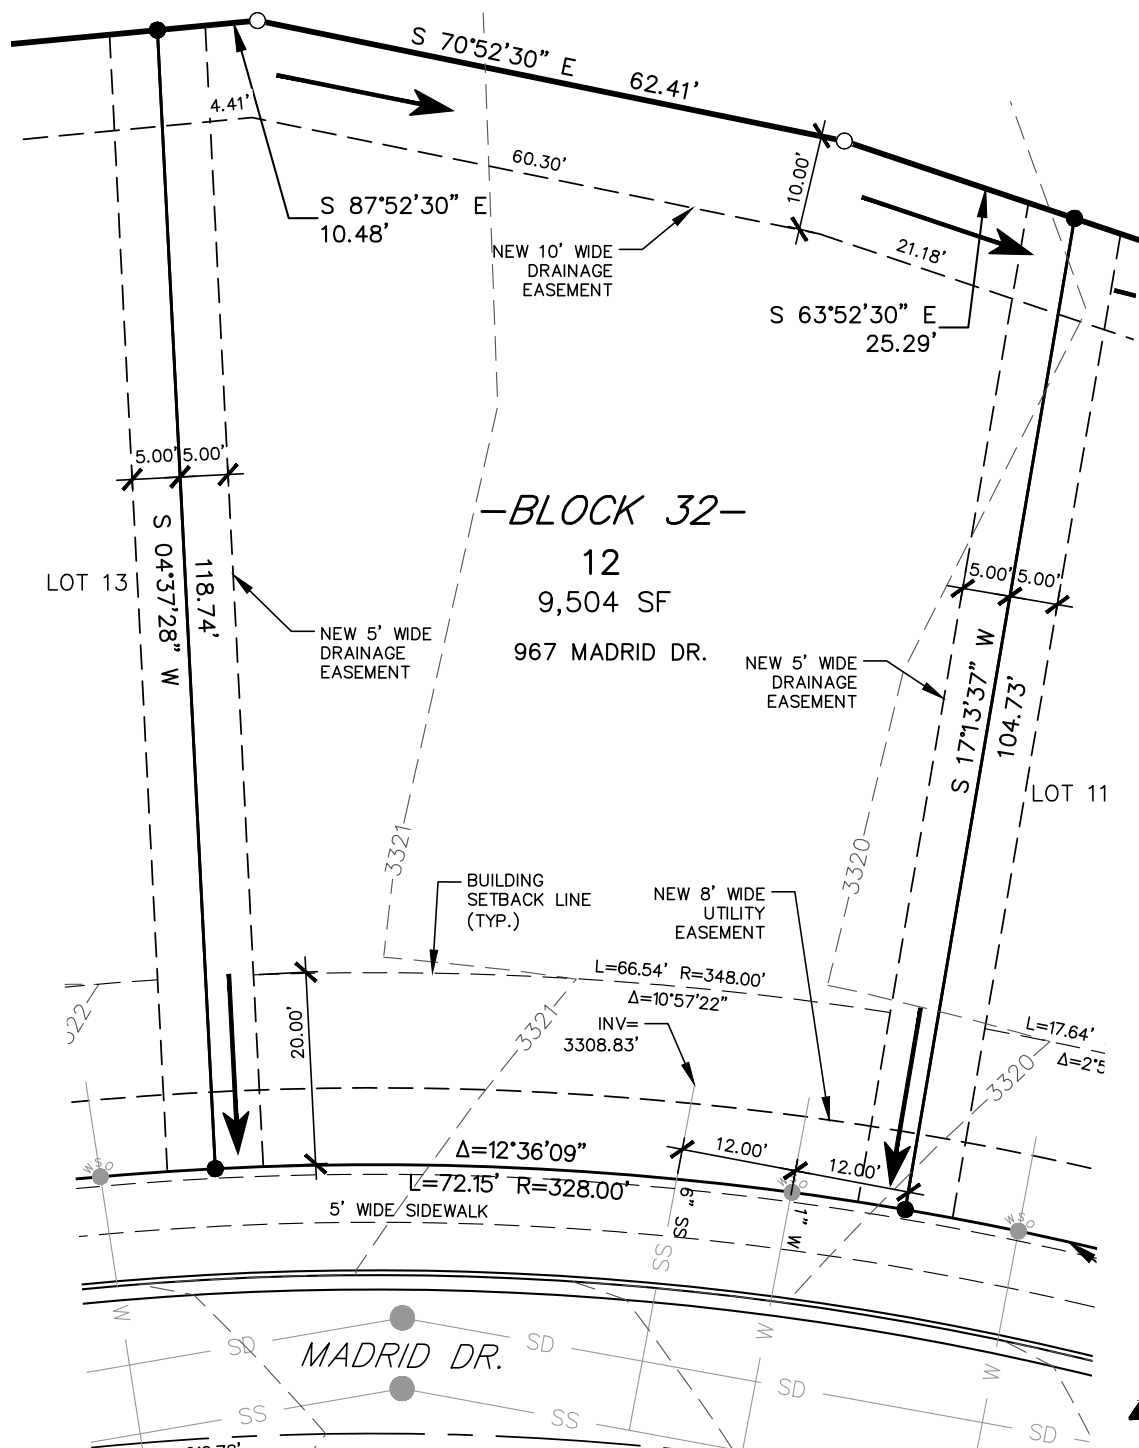 S 70°52'30" E 62.41'
4.41'
60.30'
10.00'
S 87°52'30" E
10.48'
NEW 10' WIDE
DRAINAGE
EASEMENT
21.18'
S 63°52'30" E
25.29'
5.00' 5.00'
-BLOCK 32-
12
9,504 SF
967 MADRID DR.
S 04°37'28" W
118.74'
LOT 13
NEW 5' WIDE
DRAINAGE
EASEMENT
5.00' 5.00'
NEW 5' WIDE
DRAINAGE
EASEMENT
S 17°13'37" W
104.73'
LOT 11
3321
3320
BUILDING
SETBACK LINE
(TYP.)
NEW 8' WIDE
UTILITY
EASEMENT
L=66.54' R=348.00'
Δ=10°57'22"
INV=
3308.83'
20.00'
3321
L=17.64'
3320
12.00'
12.00'
Δ=12°36'09"
L=72.15' R=328.00'
5' WIDE SIDEWALK
WSO
WSO
WSO
6" SS
1" W
SS
W
W
W
SD
SD
SD
SD
MADRID DR.
SS
SS